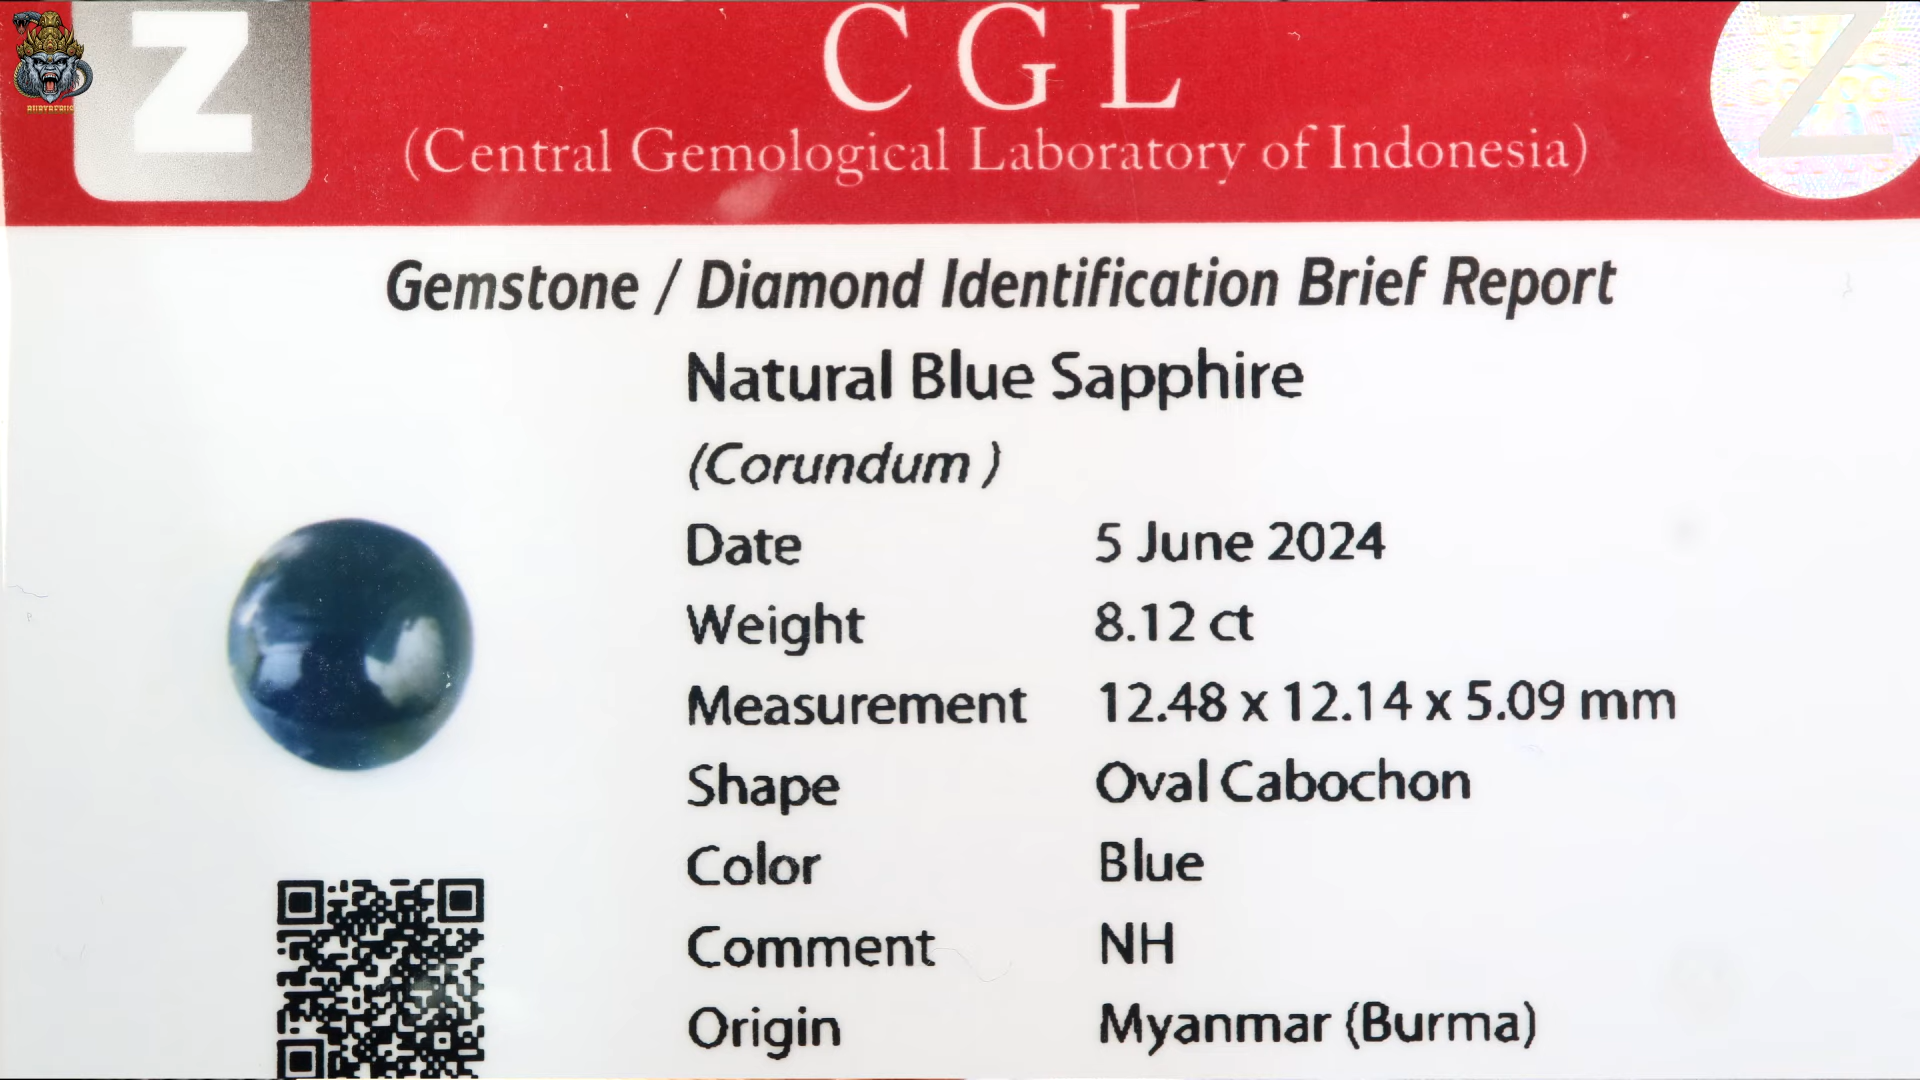 Z
CGL
Z
(Central Gemological Laboratory of Indonesia)
Gemstone / Diamond Identification Brief Report
Natural Blue Sapphire
(Corundum )
Date 5 June 2024
Weight 8.12 ct
Measurement 12.48 x 12.14 x 5.09 mm
Shape Oval Cabochon
Color Blue
Comment NH
Origin Myanmar (Burma)